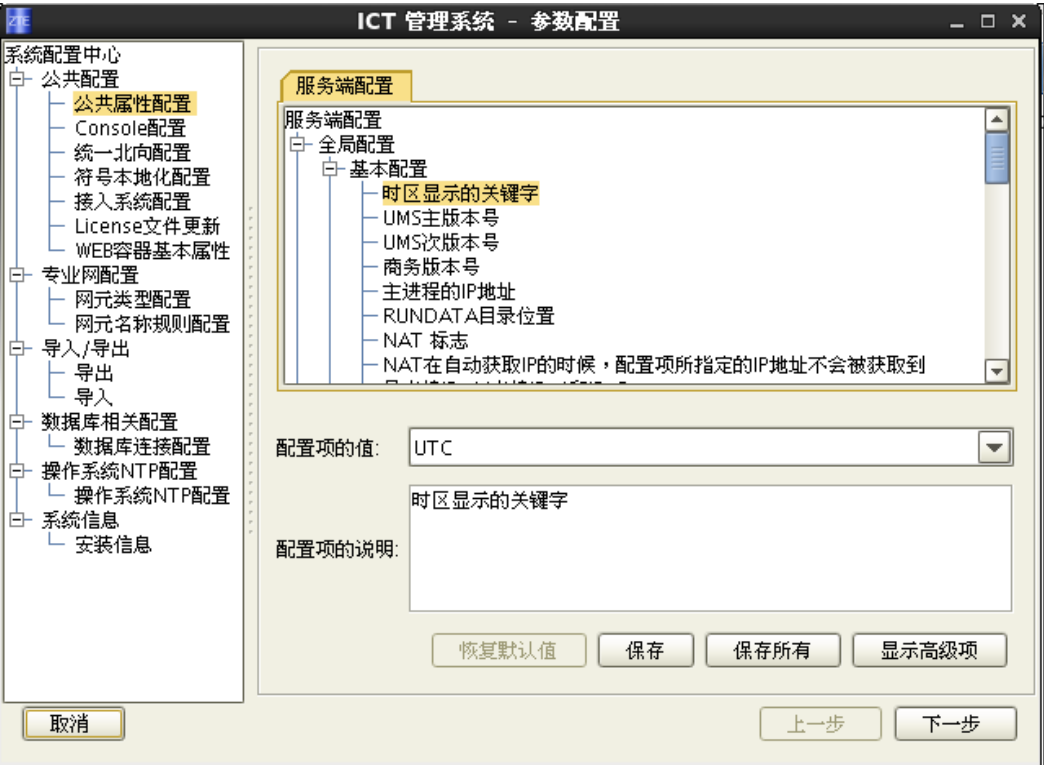 ZTE
ICT 管理系统 - 参数配置
系统配置中心
公共配置
公共属性配置
Console配置
统一北向配置
符号本地化配置
接入系统配置
License文件更新
WEB容器基本属性
专业网配置
网元类型配置
网元名称规则配置
导入/导出
导出
导入
数据库相关配置
数据库连接配置
操作系统NTP配置
操作系统NTP配置
系统信息
安装信息
服务端配置
服务端配置
全局配置
基本配置
时区显示的关键字
UMS主版本号
UMS次版本号
商务版本号
主进程的IP地址
RUNDATA目录位置
NAT 标志
NAT在自动获取IP的时候，配置项所指定的IP地址不会被获取到
配置项的值:
UTC
配置项的说明:
时区显示的关键字
恢复默认值
保存
保存所有
显示高级项
取消
上一步
下一步